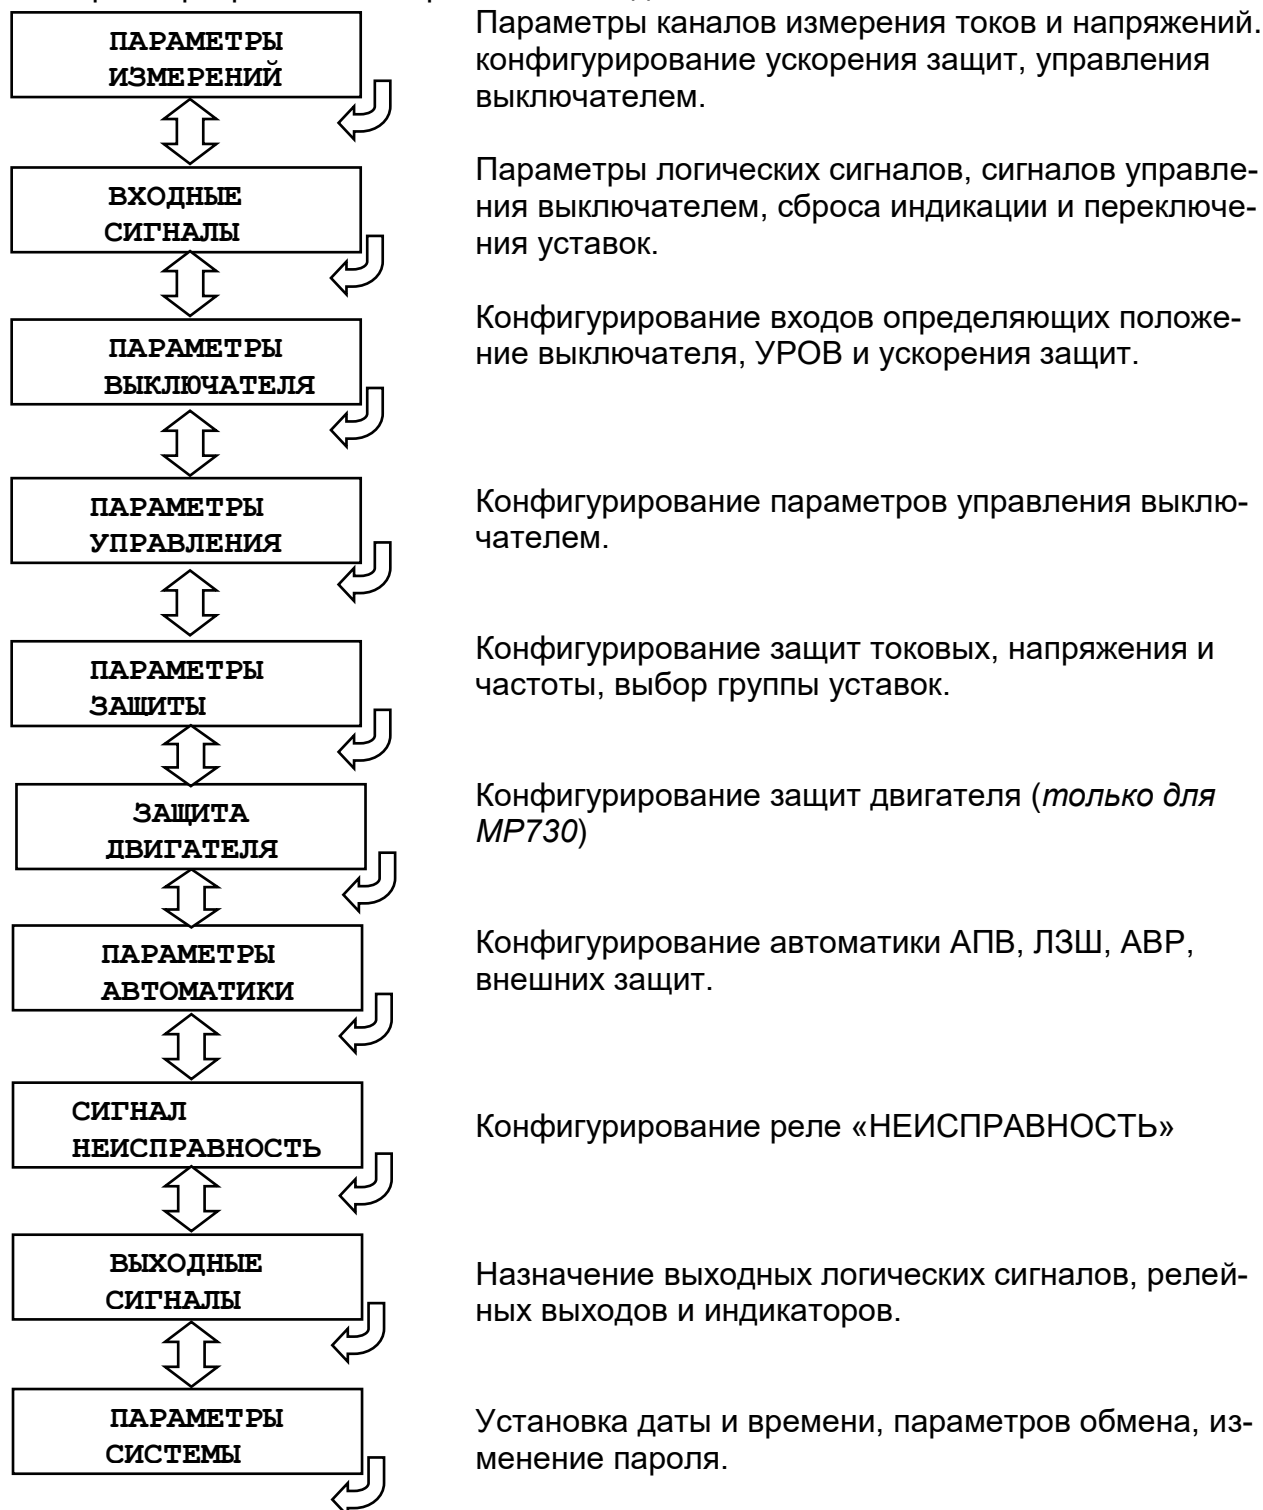 ПАРАМЕТРЫ
ИЗМЕРЕНИЙ
Параметры каналов измерения токов и напряжений.
конфигурирование ускорения защит, управления
выключателем.
ВХОДНЫЕ
СИГНАЛЫ
Параметры логических сигналов, сигналов управле-
ния выключателем, сброса индикации и переключе-
ния уставок.
ПАРАМЕТРЫ
ВЫКЛЮЧАТЕЛЯ
Конфигурирование входов определяющих положе-
ние выключателя, УРОВ и ускорения защит.
ПАРАМЕТРЫ
УПРАВЛЕНИЯ
Конфигурирование параметров управления выклю-
чателем.
ПАРАМЕТРЫ
ЗАЩИТЫ
Конфигурирование защит токовых, напряжения и
частоты, выбор группы уставок.
ЗАЩИТА
ДВИГАТЕЛЯ
Конфигурирование защит двигателя (только для
МР730)
ПАРАМЕТРЫ
АВТОМАТИКИ
Конфигурирование автоматики АПВ, ЛЗШ, АВР,
внешних защит.
СИГНАЛ
НЕИСПРАВНОСТЬ
Конфигурирование реле «НЕИСПРАВНОСТЬ»
ВЫХОДНЫЕ
СИГНАЛЫ
Назначение выходных логических сигналов, релей-
ных выходов и индикаторов.
ПАРАМЕТРЫ
СИСТЕМЫ
Установка даты и времени, параметров обмена, из-
менение пароля.